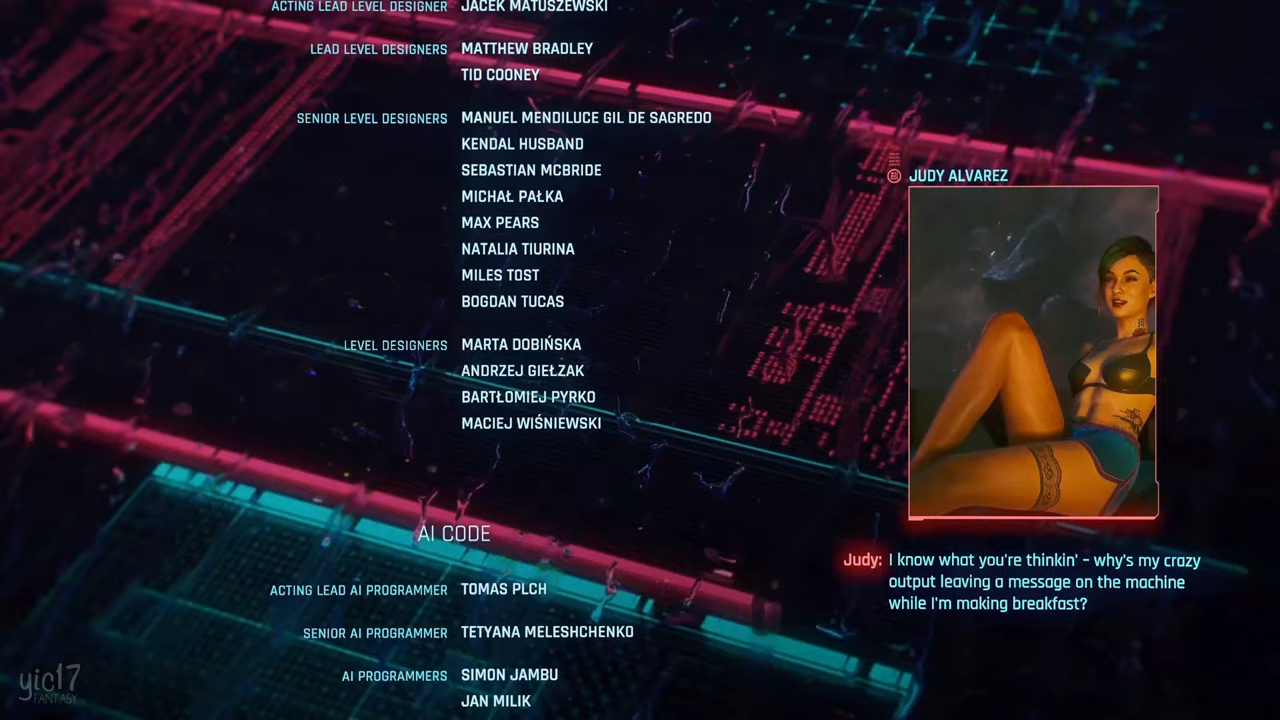 ACTING LEAD LEVEL DESIGNER JACEK MATUSZEWSKI
LEAD LEVEL DESIGNERS MATTHEW BRADLEY
TID COONEY
SENIOR LEVEL DESIGNERS MANUEL MENDILUCE GIL DE SAGREDO
KENDAL HUSBAND
SEBASTIAN MCBRIDE
MICHAŁ PAŁKA
MAX PEARS
NATALIA TIURINA
MILES TOST
BOGDAN TUCAS
LEVEL DESIGNERS MARTA DOBIŃSKA
ANDRZEJ GIEŁZAK
BARTŁOMIEJ PYRKO
MACIEJ WIŚNIEWSKI
AI CODE
ACTING LEAD AI PROGRAMMER TOMAS PLCH
SENIOR AI PROGRAMMER TETYANA MELESHCHENKO
AI PROGRAMMERS SIMON JAMBU
JAN MILIK
JUDY ALVAREZ
Judy: I know what you're thinkin' – why's my crazy
output leaving a message on the machine
while I'm making breakfast?
yic17
FANTASY